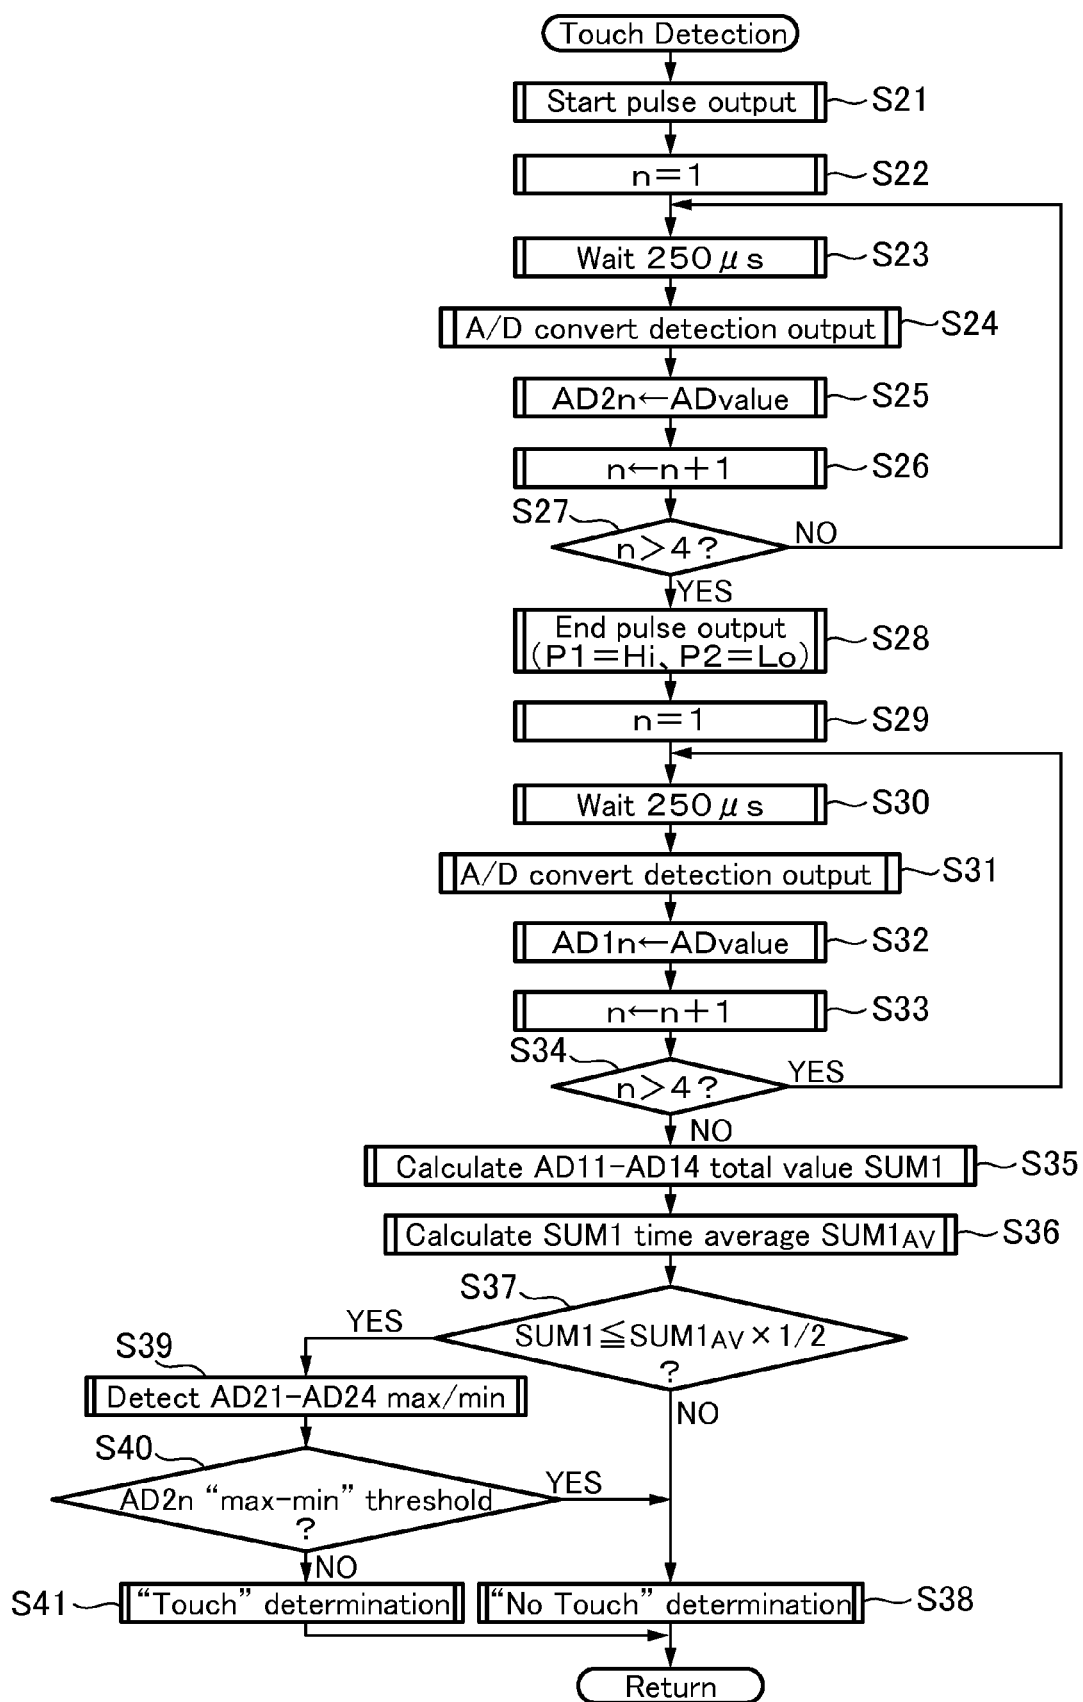 Touch Detection
Start pulse output
S21
n=1
S22
Wait 250μs
S23
A/D convert detection output
S24
AD2n←ADvalue
S25
n←n+1
S26
S27
n>4?
NO
YES
End pulse output
(P1=Hi、P2=Lo)
S28
n=1
S29
Wait 250μs
S30
A/D convert detection output
S31
AD1n←ADvalue
S32
n←n+1
S33
S34
n>4?
YES
NO
Calculate AD11-AD14 total value SUM1
S35
Calculate SUM1 time average SUM1AV
S36
S37
YES
SUM1≦SUM1AV×1/2
?
NO
S39
Detect AD21-AD24 max/min
S40
AD2n “max-min” threshold
?
YES
NO
S41
“Touch” determination
“No Touch” determination
S38
Return